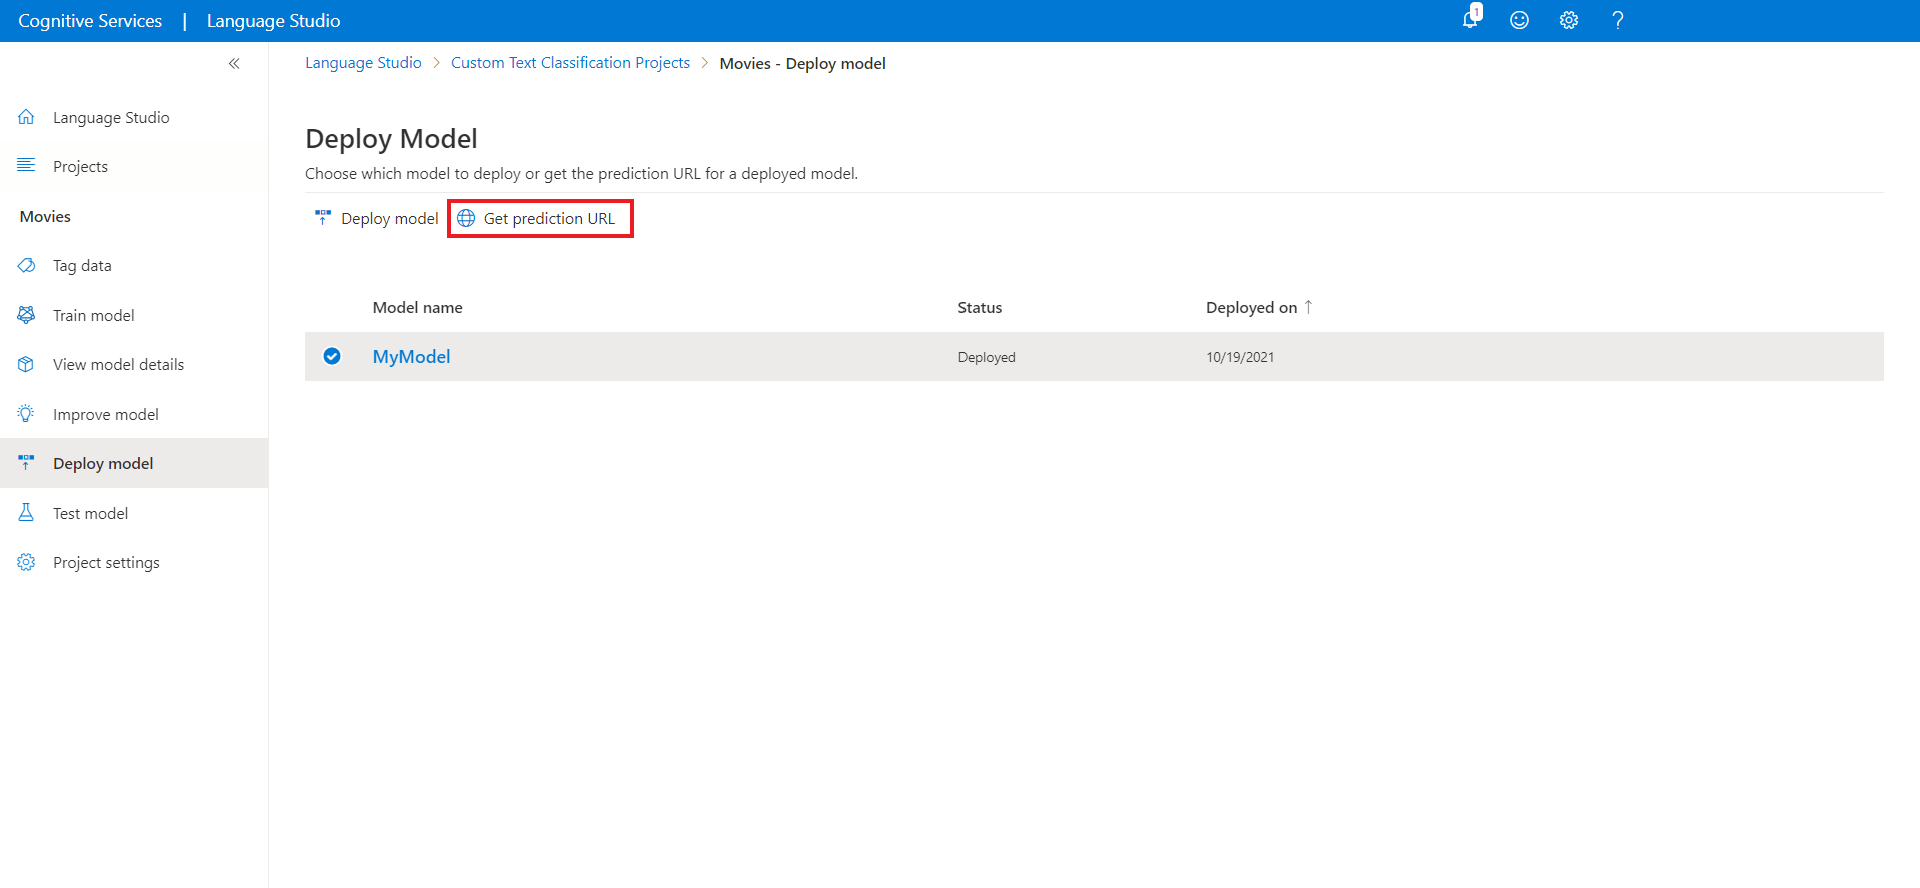 Cognitive Services | Language Studio
1
Language Studio > Custom Text Classification Projects > Movies - Deploy model
Language Studio
Projects
Movies
Tag data
Train model
View model details
Improve model
Deploy model
Test model
Project settings
Deploy Model
Choose which model to deploy or get the prediction URL for a deployed model.
Deploy model Get prediction URL
Model name Status Deployed on ↑
MyModel Deployed 10/19/2021